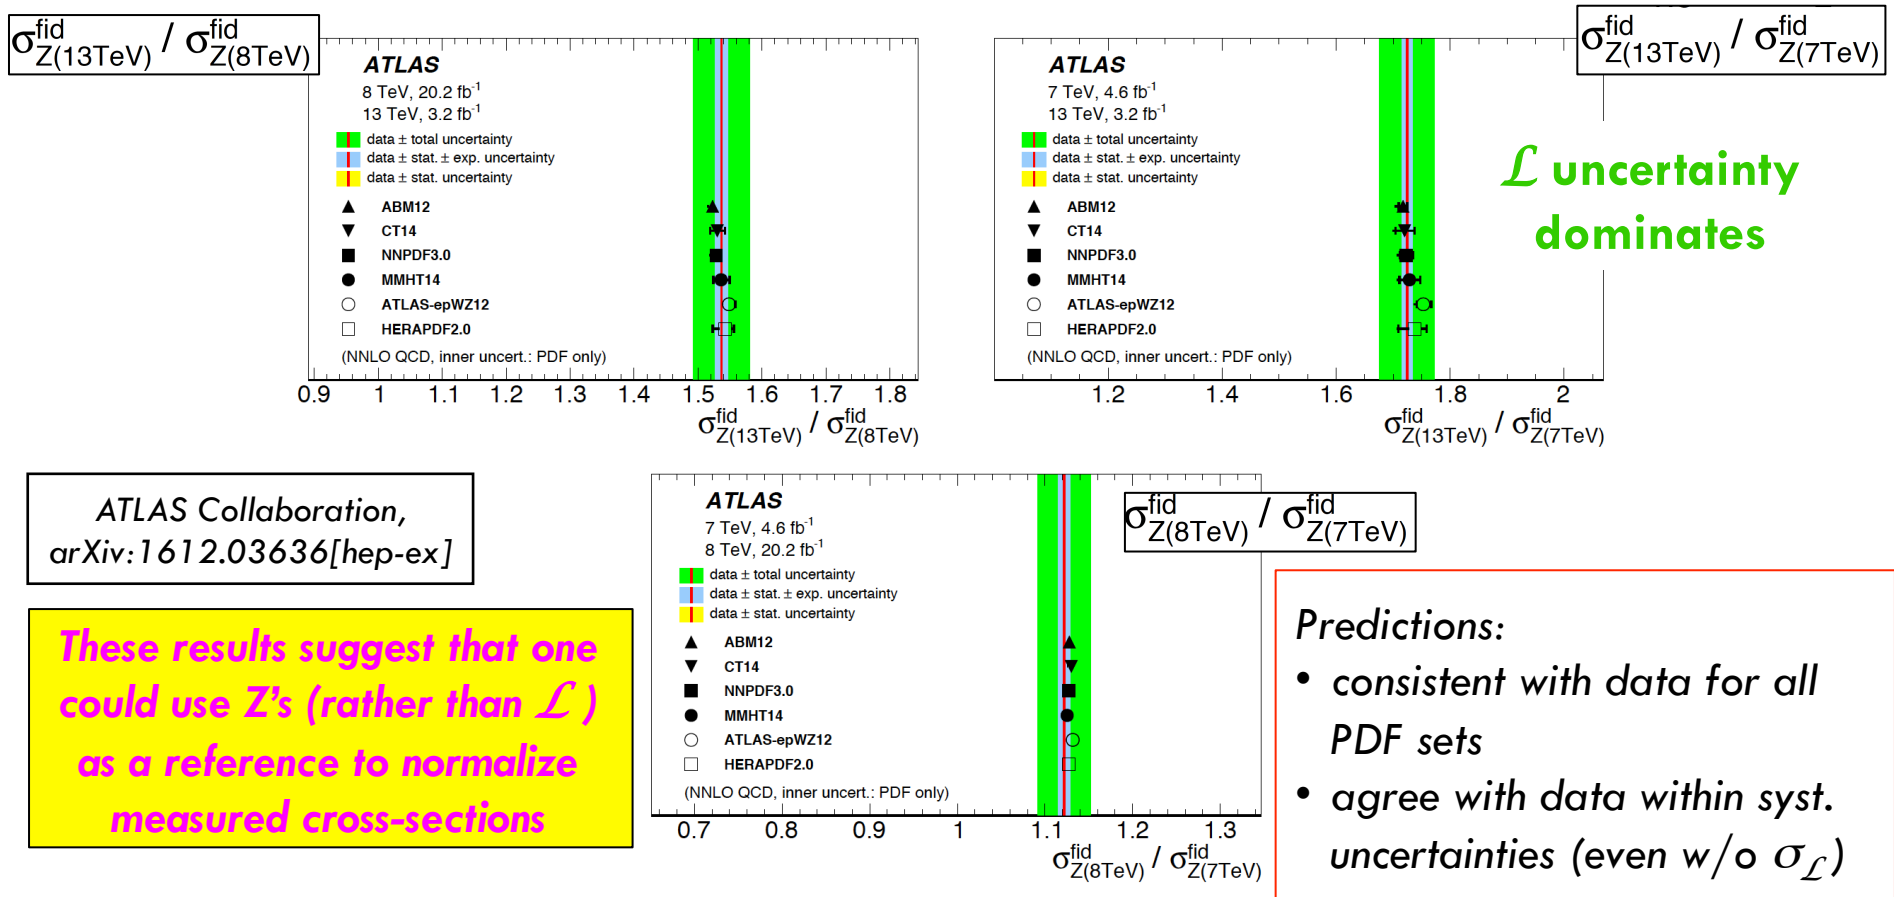 σ^fid_Z(13TeV) / σ^fid_Z(8TeV)
ATLAS
8 TeV, 20.2 fb⁻¹
13 TeV, 3.2 fb⁻¹
data ± total uncertainty
data ± stat. ± exp. uncertainty
data ± stat. uncertainty
ABM12
CT14
NNPDF3.0
MMHT14
ATLAS-epWZ12
HERAPDF2.0
(NNLO QCD, inner uncert.: PDF only)
0.9 1 1.1 1.2 1.3 1.4 1.5 1.6 1.7 1.8
σ^fid_Z(13TeV) / σ^fid_Z(8TeV)
σ^fid_Z(13TeV) / σ^fid_Z(7TeV)
ATLAS
7 TeV, 4.6 fb⁻¹
13 TeV, 3.2 fb⁻¹
data ± total uncertainty
data ± stat. ± exp. uncertainty
data ± stat. uncertainty
ABM12
CT14
NNPDF3.0
MMHT14
ATLAS-epWZ12
HERAPDF2.0
(NNLO QCD, inner uncert.: PDF only)
1.2 1.4 1.6 1.8 2
σ^fid_Z(13TeV) / σ^fid_Z(7TeV)
ℒ uncertainty
dominates
ATLAS Collaboration,
arXiv:1612.03636[hep-ex]
These results suggest that one
could use Z's (rather than ℒ )
as a reference to normalize
measured cross-sections
σ^fid_Z(8TeV) / σ^fid_Z(7TeV)
ATLAS
7 TeV, 4.6 fb⁻¹
8 TeV, 20.2 fb⁻¹
data ± total uncertainty
data ± stat. ± exp. uncertainty
data ± stat. uncertainty
ABM12
CT14
NNPDF3.0
MMHT14
ATLAS-epWZ12
HERAPDF2.0
(NNLO QCD, inner uncert.: PDF only)
0.7 0.8 0.9 1 1.1 1.2 1.3
σ^fid_Z(8TeV) / σ^fid_Z(7TeV)
Predictions:
• consistent with data for all
PDF sets
• agree with data within syst.
uncertainties (even w/o σ_ℒ)